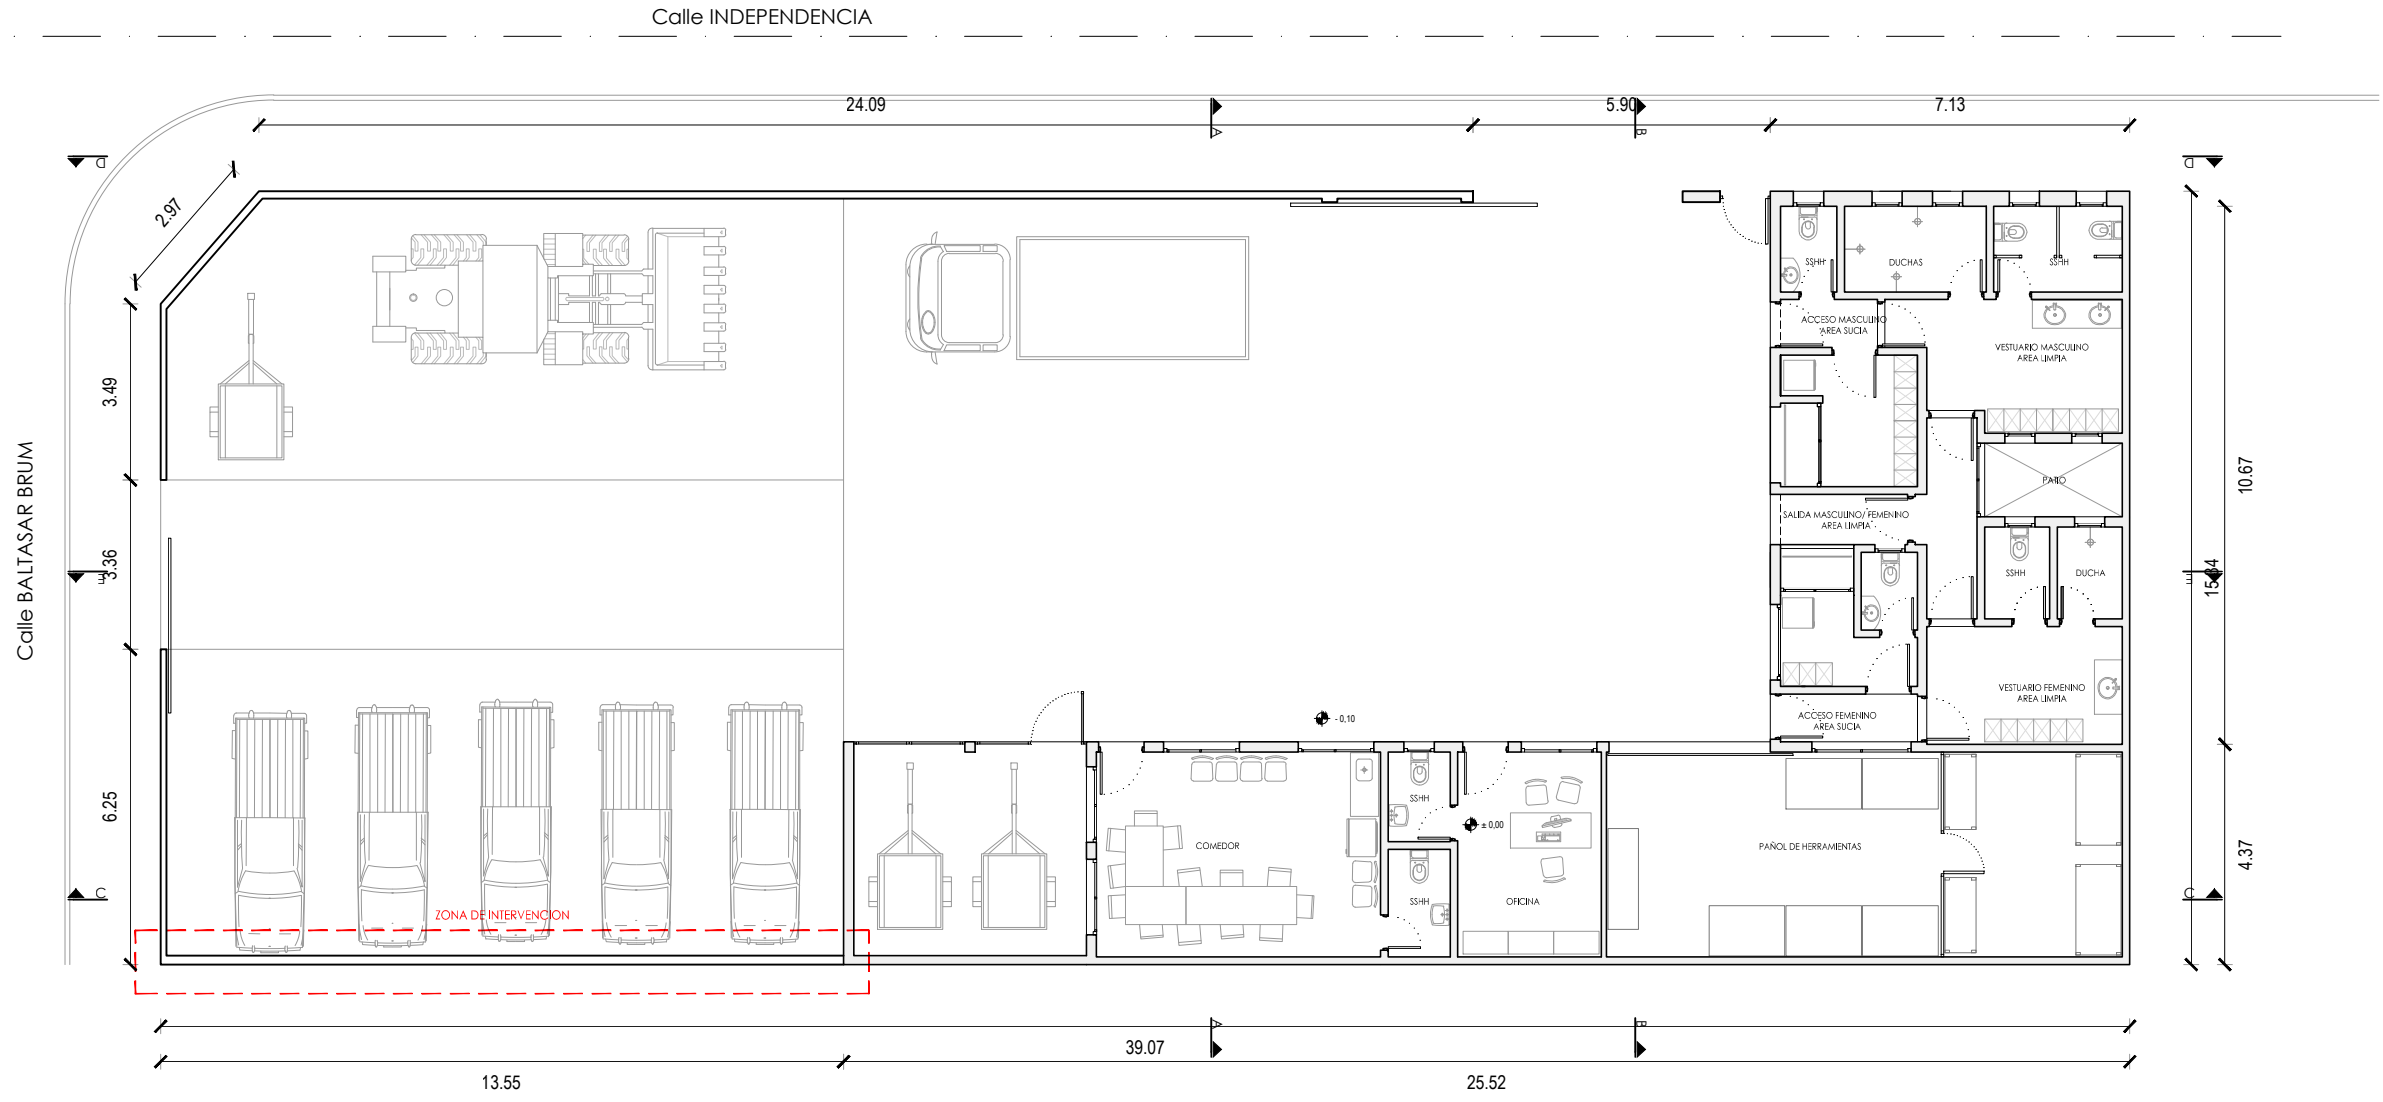 Calle INDEPENDENCIA
24.09
5.90
7.13
A
B
D
D
2.97
SSHH
DUCHAS
SSHH
ACCESO MASCULINO
AREA SUCIA
VESTUARIO MASCULINO
AREA LIMPIA
3.49
Calle BALTASAR BRUM
10.67
PATIO
SALIDA MASCULINO/ FEMENINO
AREA LIMPIA
3.36
E
SSHH
DUCHA
E
VESTUARIO FEMENINO
AREA LIMPIA
ACCESO FEMENINO
AREA SUCIA
- 0,10
6.25
SSHH
± 0,00
COMEDOR
PAÑOL DE HERRAMIENTAS
4.37
C
C
SSHH
OFICINA
ZONA DE INTERVENCION
A
B
39.07
13.55
25.52